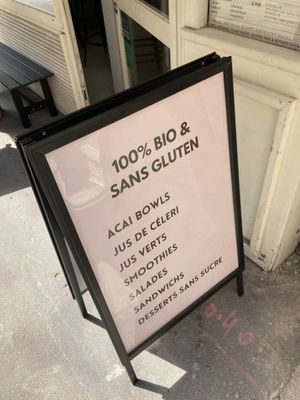 100% BIO &
SANS GLUTEN
ACAI BOWLS
JUS DE CÉLERI
JUS VERTS
SMOOTHIES
SALADES
SANDWICHS
DESSERTS SANS SUCRE